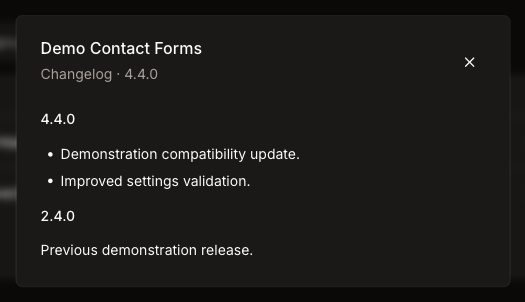 Demo Contact Forms
Changelog · 4.4.0
4.4.0
• Demonstration compatibility update.
• Improved settings validation.
2.4.0
Previous demonstration release.